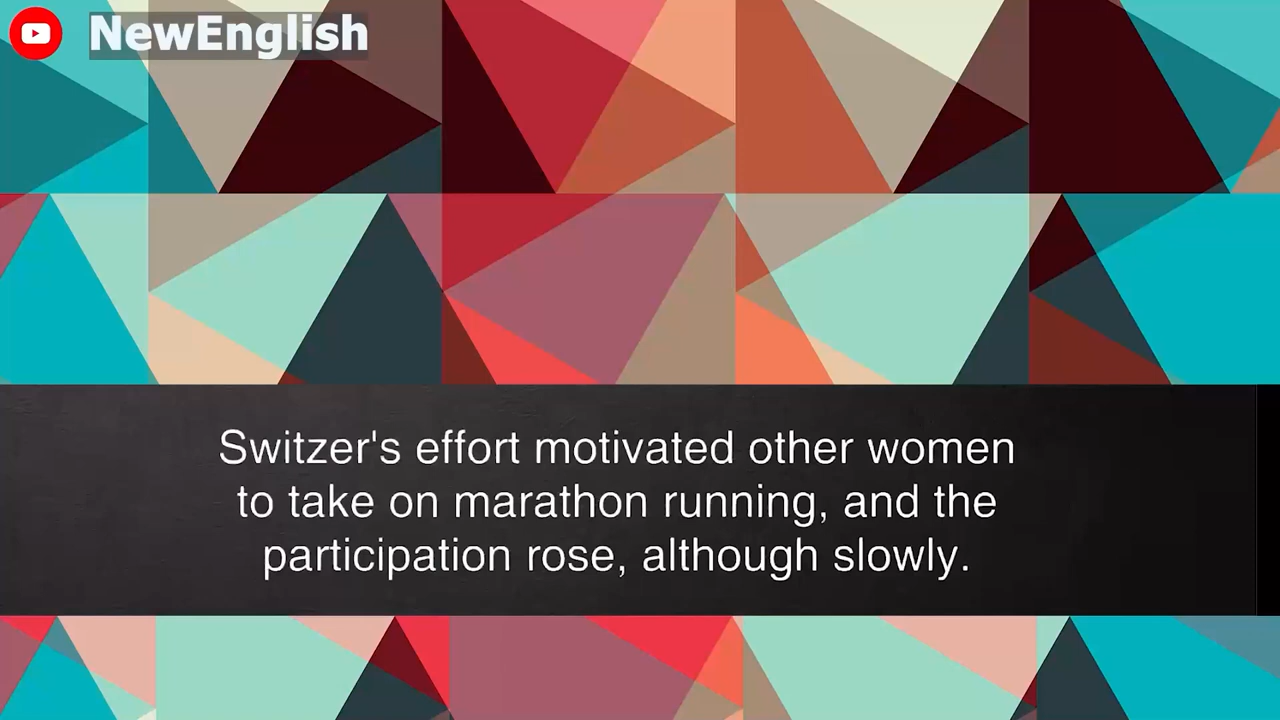 NewEnglish
Switzer's effort motivated other women
to take on marathon running, and the
participation rose, although slowly.